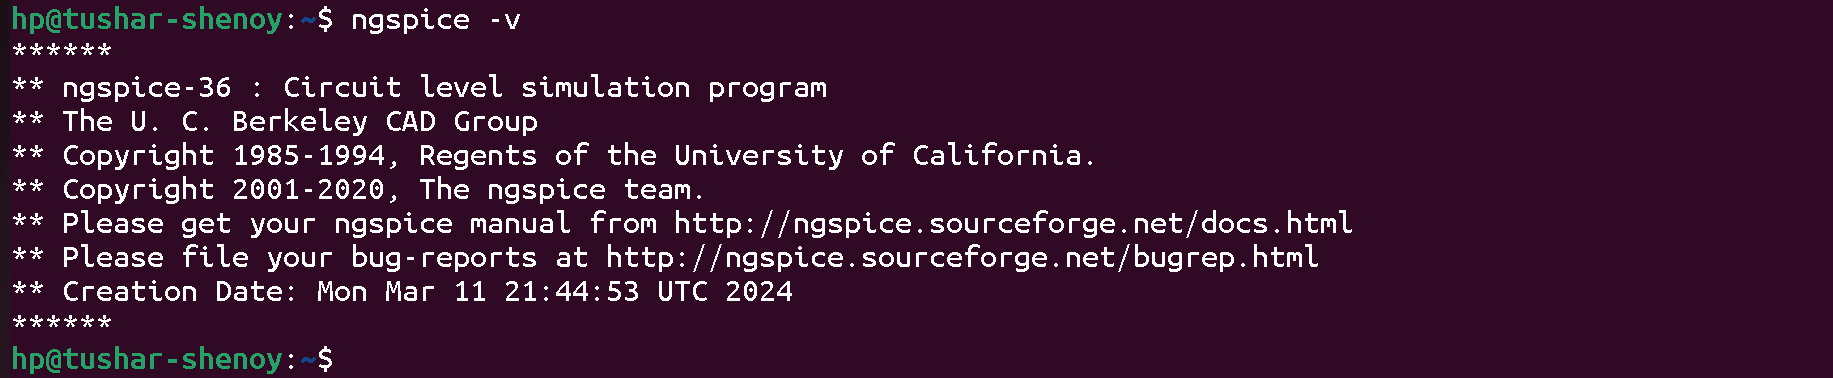 hp@tushar-shenoy:~$ ngspice -v
******
** ngspice-36 : Circuit level simulation program
** The U. C. Berkeley CAD Group
** Copyright 1985-1994, Regents of the University of California.
** Copyright 2001-2020, The ngspice team.
** Please get your ngspice manual from http://ngspice.sourceforge.net/docs.html
** Please file your bug-reports at http://ngspice.sourceforge.net/bugrep.html
** Creation Date: Mon Mar 11 21:44:53 UTC 2024
******
hp@tushar-shenoy:~$